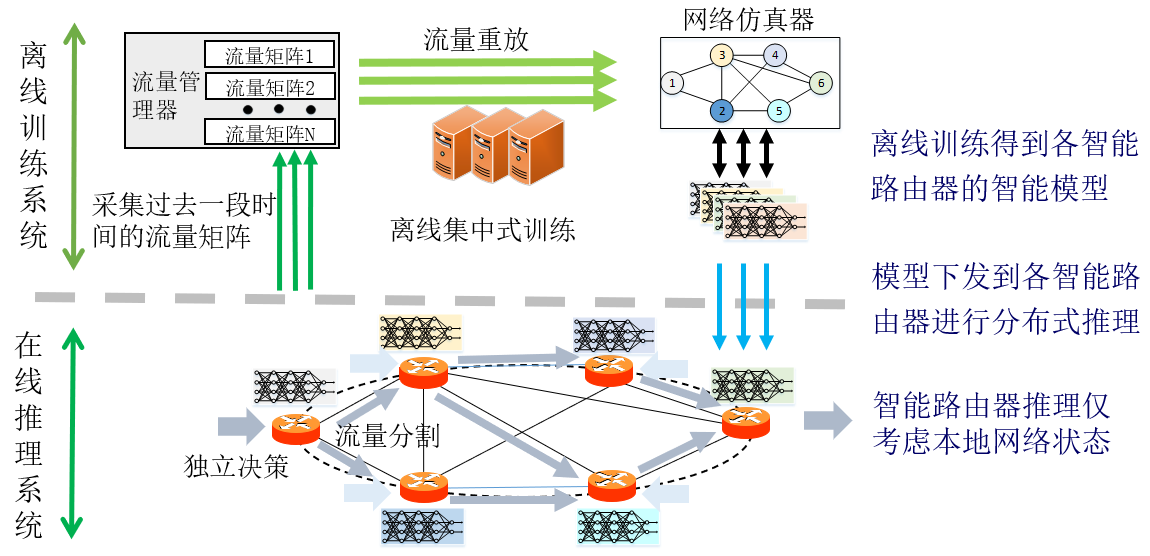 离线训练系统
流量管
理器
流量矩阵1
流量矩阵2
流量矩阵N
流量重放
网络仿真器
1
3
4
6
2
5
采集过去一段时
间的流量矩阵
离线集中式训练
离线训练得到各智能
路由器的智能模型
模型下发到各智能路
由器进行分布式推理
在线推理系统
流量分割
独立决策
智能路由器推理仅
考虑本地网络状态